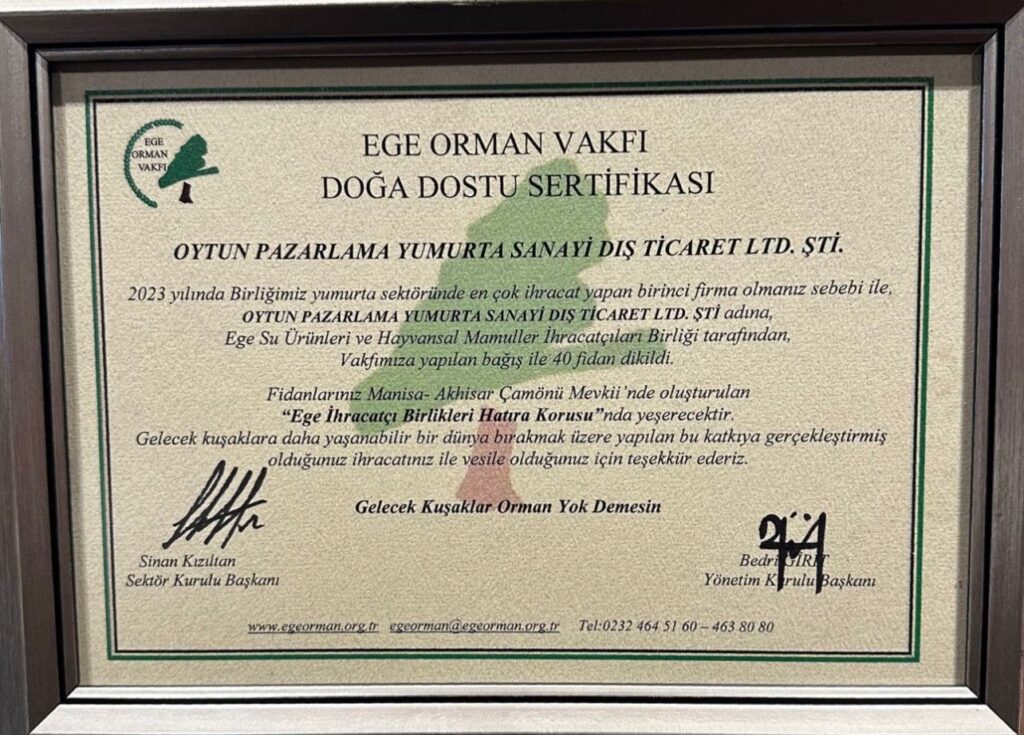 EGE
ORMAN
VAKFI
EGE ORMAN VAKFI
DOĞA DOSTU SERTİFİKASI
OYTUN PAZARLAMA YUMURTA SANAYİ DIŞ TİCARET LTD. ŞTİ.
2023 yılında Birliğimiz yumurta sektöründe en çok ihracat yapan birinci firma olmanız sebebi ile,
OYTUN PAZARLAMA YUMURTA SANAYİ DIŞ TİCARET LTD. ŞTİ adına,
Ege Su Ürünleri ve Hayvansal Mamuller İhracatçıları Birliği tarafından,
Vakfımıza yapılan bağış ile 40 fidan dikildi.
Fidanlarınız Manisa- Akhisar Çamönü Mevkii’nde oluşturulan
“Ege İhracatçı Birlikleri Hatıra Korusu”nda yeşerecektir.
Gelecek kuşaklara daha yaşanabilir bir dünya bırakmak üzere yapılan bu katkıya gerçekleştirmiş
olduğunuz ihracatınız ile vesile olduğunuz için teşekkür ederiz.
Gelecek Kuşaklar Orman Yok Demesin
Sinan Kızıltan
Sektör Kurulu Başkanı
Bedri GİRİT
Yönetim Kurulu Başkanı
www.egeorman.org.tr egeorman@egeorman.org.tr Tel:0232 464 51 60 – 463 80 80